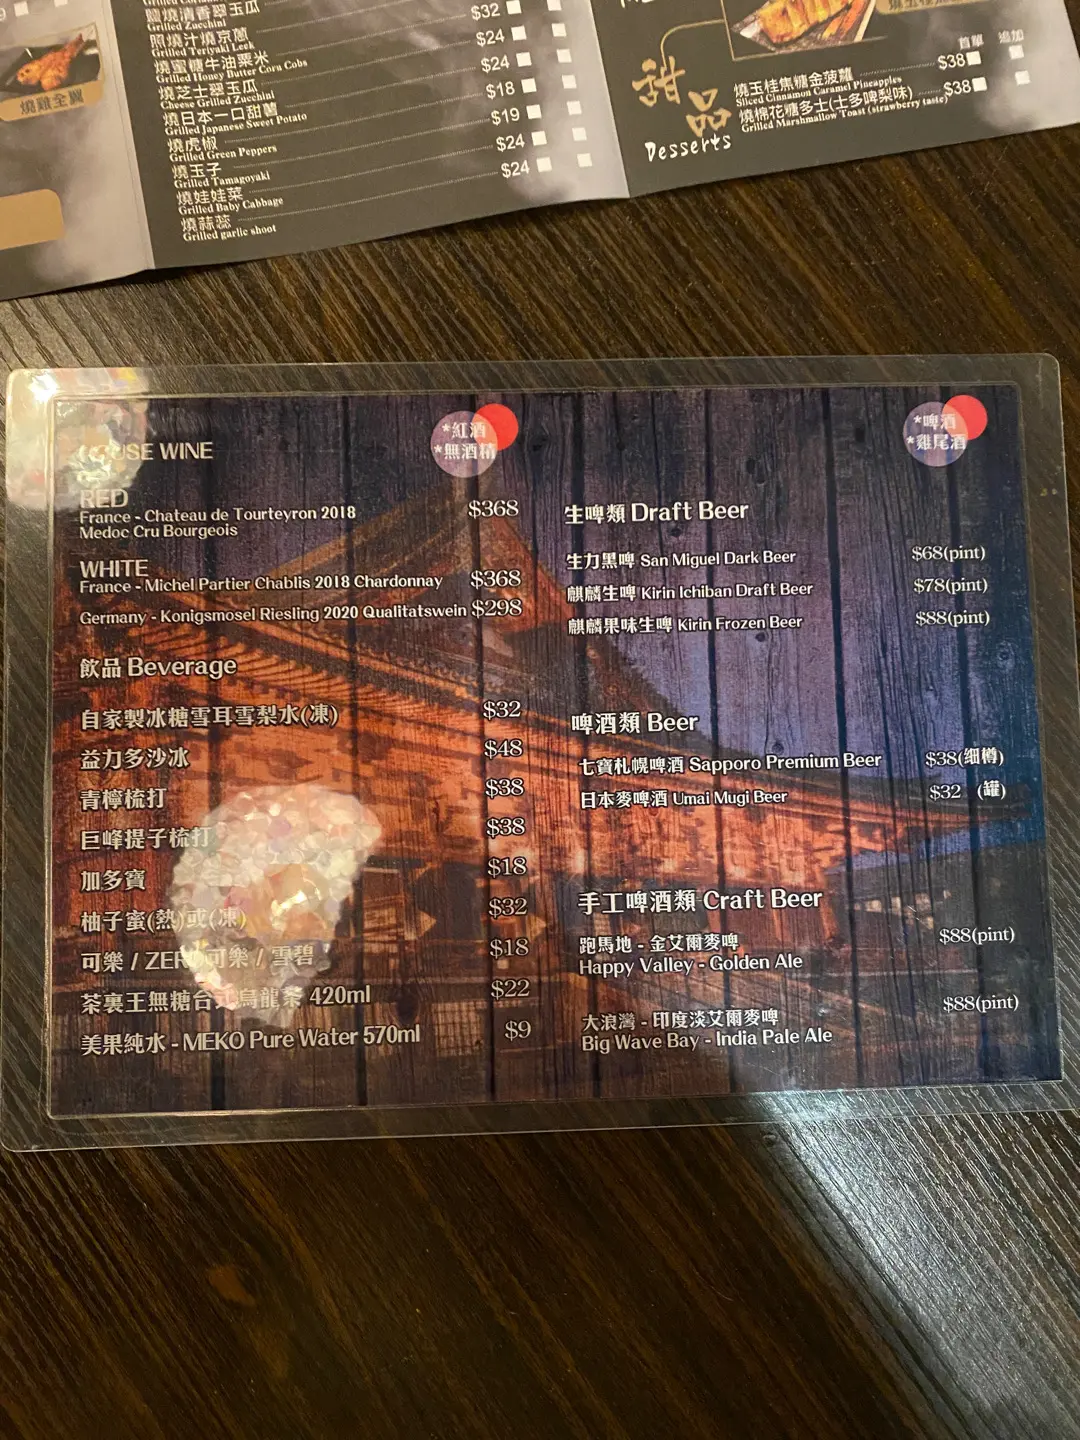 燒雞全翼
鹽燒清香翠玉瓜
Grilled Zucchini
$32
照燒汁燒京蔥
Grilled Teriyaki Leek
$24
燒蜜糖牛油粟米
Grilled Honey Butter Corn Cobs
$24
燒芝士翠玉瓜
Cheese Grilled Zucchini
$18
燒日本一口甜薯
Grilled Japanese Sweet Potato
$19
燒虎椒
Grilled Green Peppers
$24
燒玉子
Grilled Tamagoyaki
$24
燒娃娃菜
Grilled Baby Cabbage
燒蒜蕊
Grilled garlic shoot
甜品
Desserts
首單 追加
燒玉桂焦糖金菠蘿 $38
Sliced Cinnamon Caramel Pineapples
燒棉花糖多士(士多啤梨味) $38
Grilled Marshmallow Toast (strawberry taste)
HOUSE WINE
*紅酒
*無酒精
RED
France - Chateau de Tourteyron 2018 $368
Medoc Cru Bourgeois
WHITE
France - Michel Partier Chablis 2018 Chardonnay $368
Germany - Konigsmosel Riesling 2020 Qualitatswein $298
飲品 Beverage
自家製冰糖雪耳雪梨水(凍) $32
益力多沙冰 $48
青檸梳打 $38
巨峰提子梳打 $38
加多寶 $18
柚子蜜(熱)或(凍) $32
可樂 / ZERO可樂 / 雪碧 $18
茶裏王無糖台式烏龍茶 420ml $22
美果純水 - MEKO Pure Water 570ml $9
*啤酒
*雞尾酒
生啤類 Draft Beer
生力黑啤 San Miguel Dark Beer $68(pint)
麒麟生啤 Kirin Ichiban Draft Beer $78(pint)
麒麟果味生啤 Kirin Frozen Beer $88(pint)
啤酒類 Beer
七寶札幌啤酒 Sapporo Premium Beer $38(細樽)
日本麥啤酒 Umai Mugi Beer $32 (罐)
手工啤酒類 Craft Beer
跑馬地 - 金艾爾麥啤 $88(pint)
Happy Valley - Golden Ale
大浪灣 - 印度淡艾爾麥啤 $88(pint)
Big Wave Bay - India Pale Ale